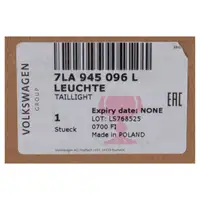 VOLKSWAGEN
GROUP
7LA 945 096 L
LEUCHTE
TAILLIGHT
EAC
Expiry date: NONE
1
LOT: LS768525
Stueck
0700 FI
Made in POLAND